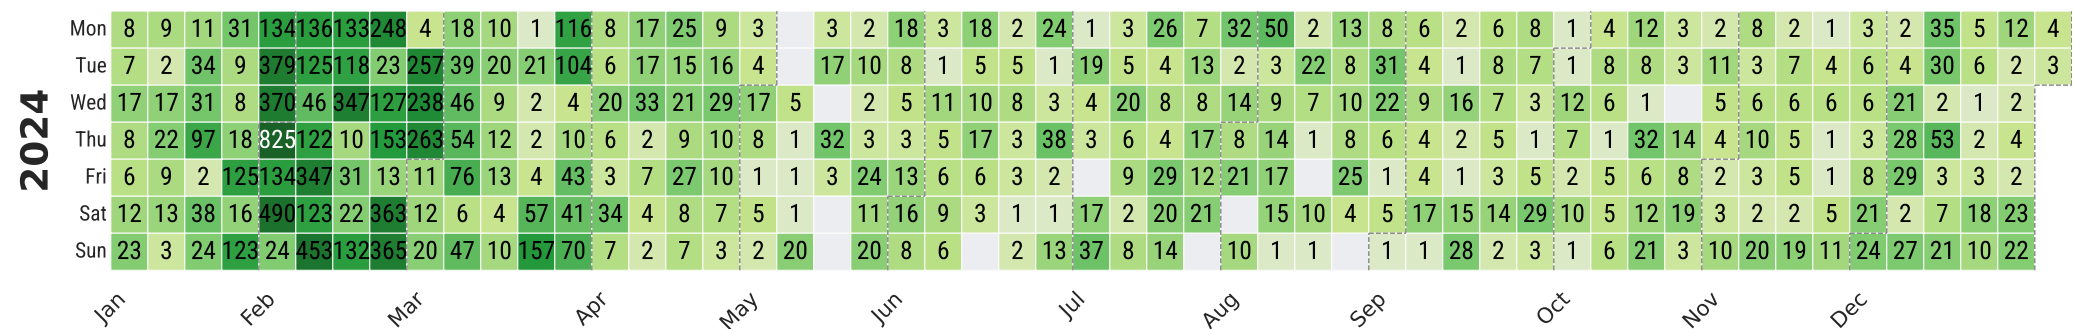 Mon 8 9 11 31 134 136 133 248 4 18 10 1 116 8 17 25 9 3 3 2 18 3 18 2 24 1 3 26 7 32 50 2 13 8 6 2 6 8 1 4 12 3 2 8 2 1 3 2 35 5 12 4
Tue 7 2 34 9 379 125 118 23 257 39 20 21 104 6 17 15 16 4 17 10 8 1 5 5 1 19 5 4 13 2 3 22 8 31 4 1 8 7 1 8 8 3 11 3 7 4 6 4 30 6 2 3
Wed 17 17 31 8 370 46 347 127 238 46 9 2 4 20 33 21 29 17 5 2 5 11 10 8 3 4 20 8 8 14 9 7 10 22 9 16 7 3 12 6 1 5 6 6 6 6 21 2 1 2
Thu 8 22 97 18 825 122 10 153 263 54 12 2 10 6 2 9 10 8 1 32 3 3 5 17 3 38 3 6 4 17 8 14 1 8 6 4 2 5 1 7 1 32 14 4 10 5 1 3 28 53 2 4
Fri 6 9 2 125 134 347 31 13 11 76 13 4 43 3 7 27 10 1 1 3 24 13 6 6 3 2 9 29 12 21 17 25 1 4 1 3 5 2 5 6 8 2 3 5 1 8 29 3 3 2
Sat 12 13 38 16 490 123 22 363 12 6 4 57 41 34 4 8 7 5 1 11 16 9 3 1 1 17 2 20 21 15 10 4 5 17 15 14 29 10 5 12 19 3 2 2 5 21 2 7 18 23
Sun 23 3 24 123 24 453 132 365 20 47 10 157 70 7 2 7 3 2 20 20 8 6 2 13 37 8 14 10 1 1 1 1 28 2 3 1 6 21 3 10 20 19 11 24 27 21 10 22
2024
Jan Feb Mar Apr May Jun Jul Aug Sep Oct Nov Dec